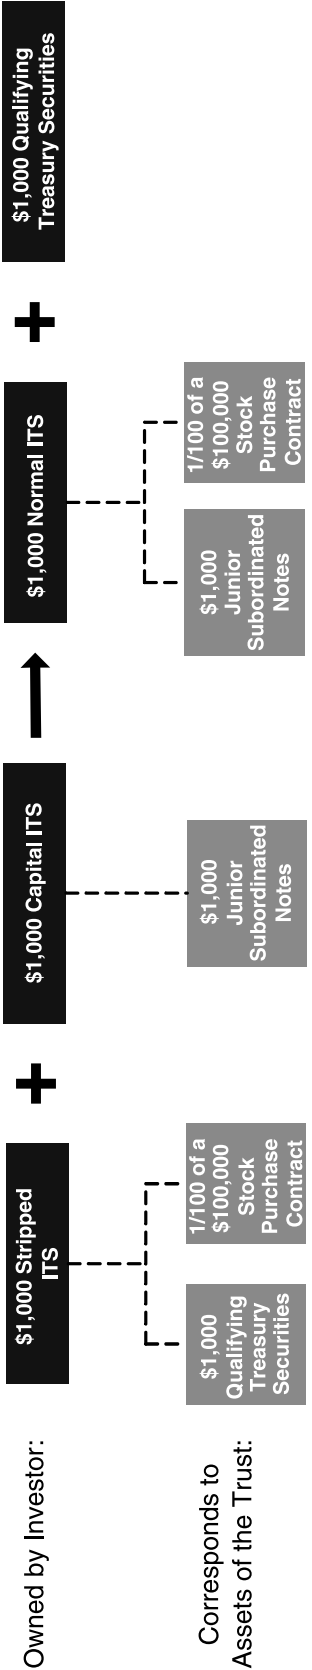 Owned by Investor:
$1,000 Stripped
ITS
+
$1,000 Capital ITS
$1,000 Normal ITS
+
$1,000 Qualifying
Treasury Securities
Corresponds to
Assets of the Trust:
$1,000
Qualifying
Treasury
Securities
1/100 of a
$100,000
Stock
Purchase
Contract
$1,000
Junior
Subordinated
Notes
$1,000
Junior
Subordinated
Notes
1/100 of a
$100,000
Stock
Purchase
Contract